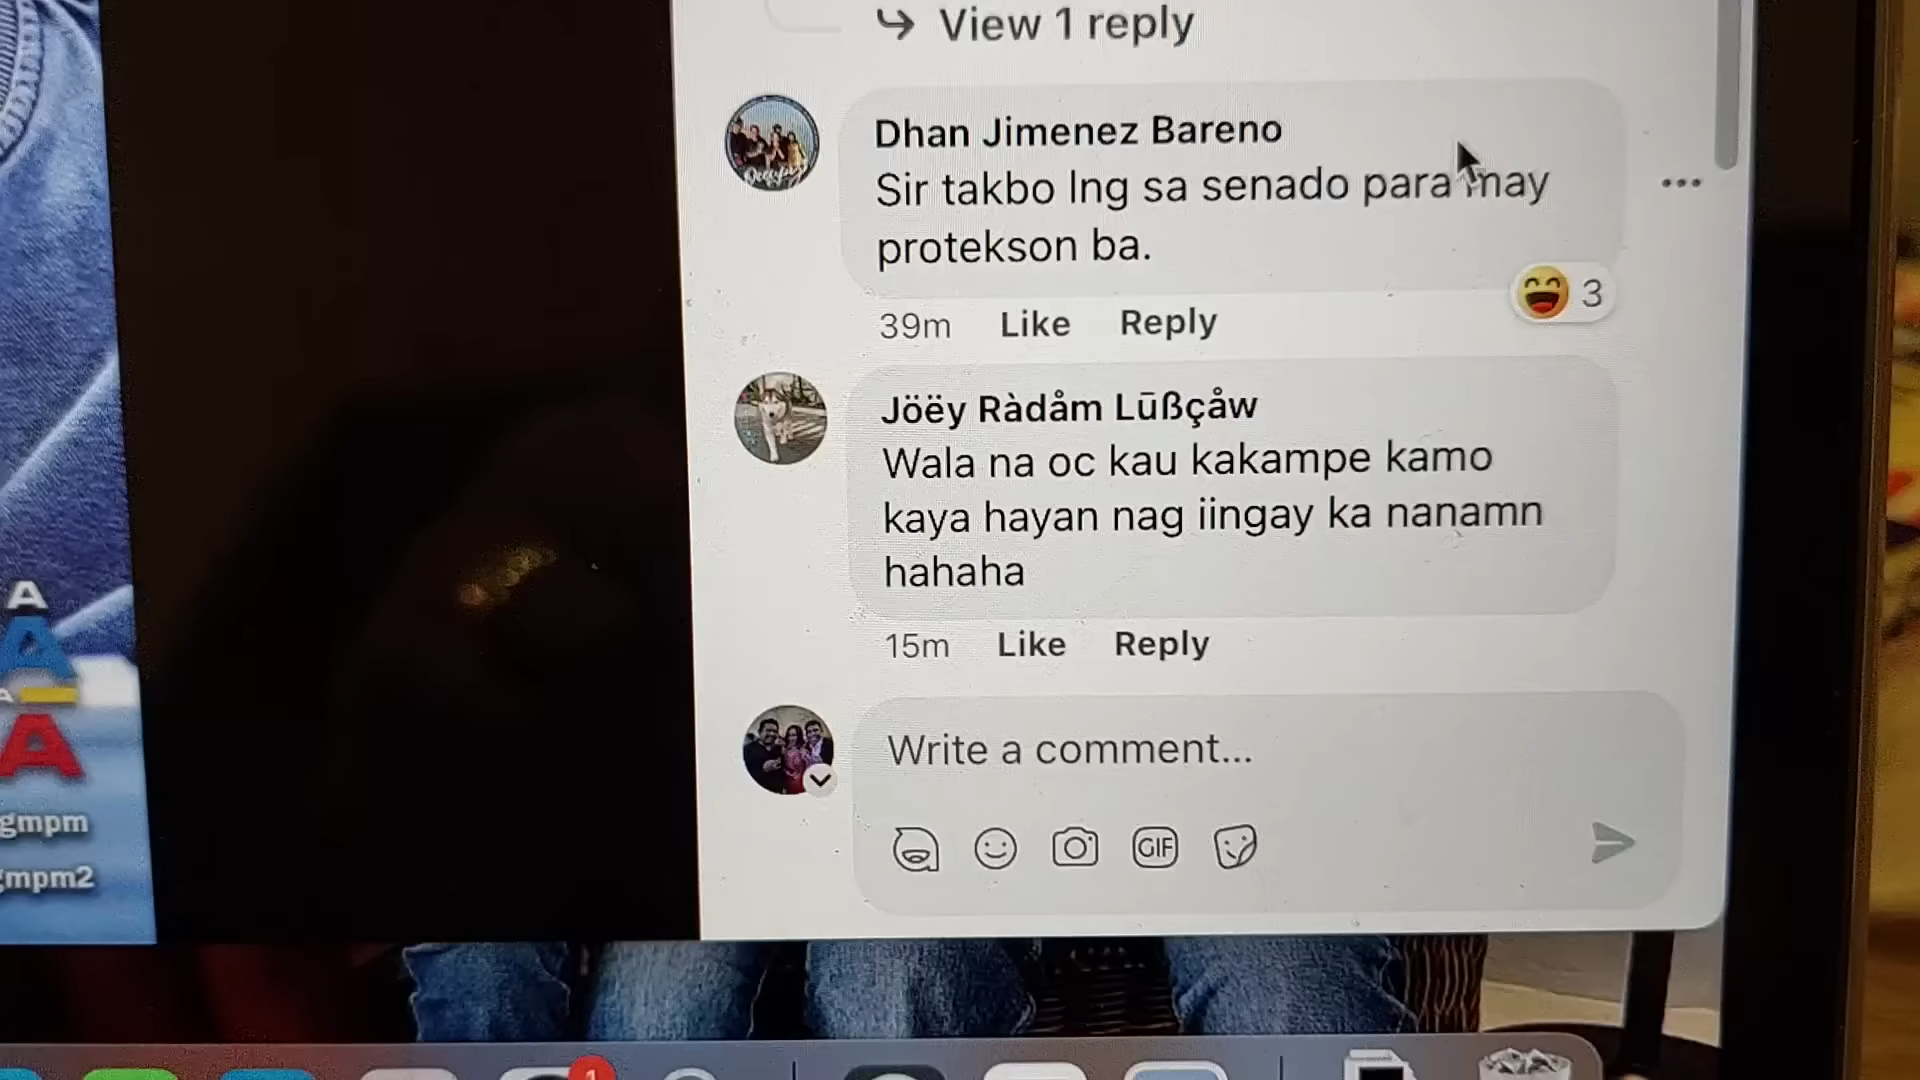 View 1 reply
Dhan Jimenez Bareno
Sir takbo lng sa senado para may
protekson ba.
3
39m Like Reply
Jöëy Ràdåm Lūßçåw
Wala na oc kau kakampe kamo
kaya hayan nag iingay ka nanamn
hahaha
15m Like Reply
Write a comment...
GIF
A
A
A
A
gmpm
gmpm2
1